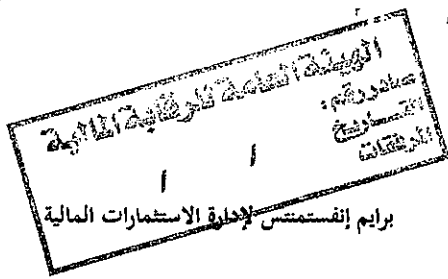 الهيئة العامة للرقابة المالية
صادر رقم:
التاريخ
المرفقات
/ /
برايم إنفستمنتس لإدارة الاستثمارات المالية